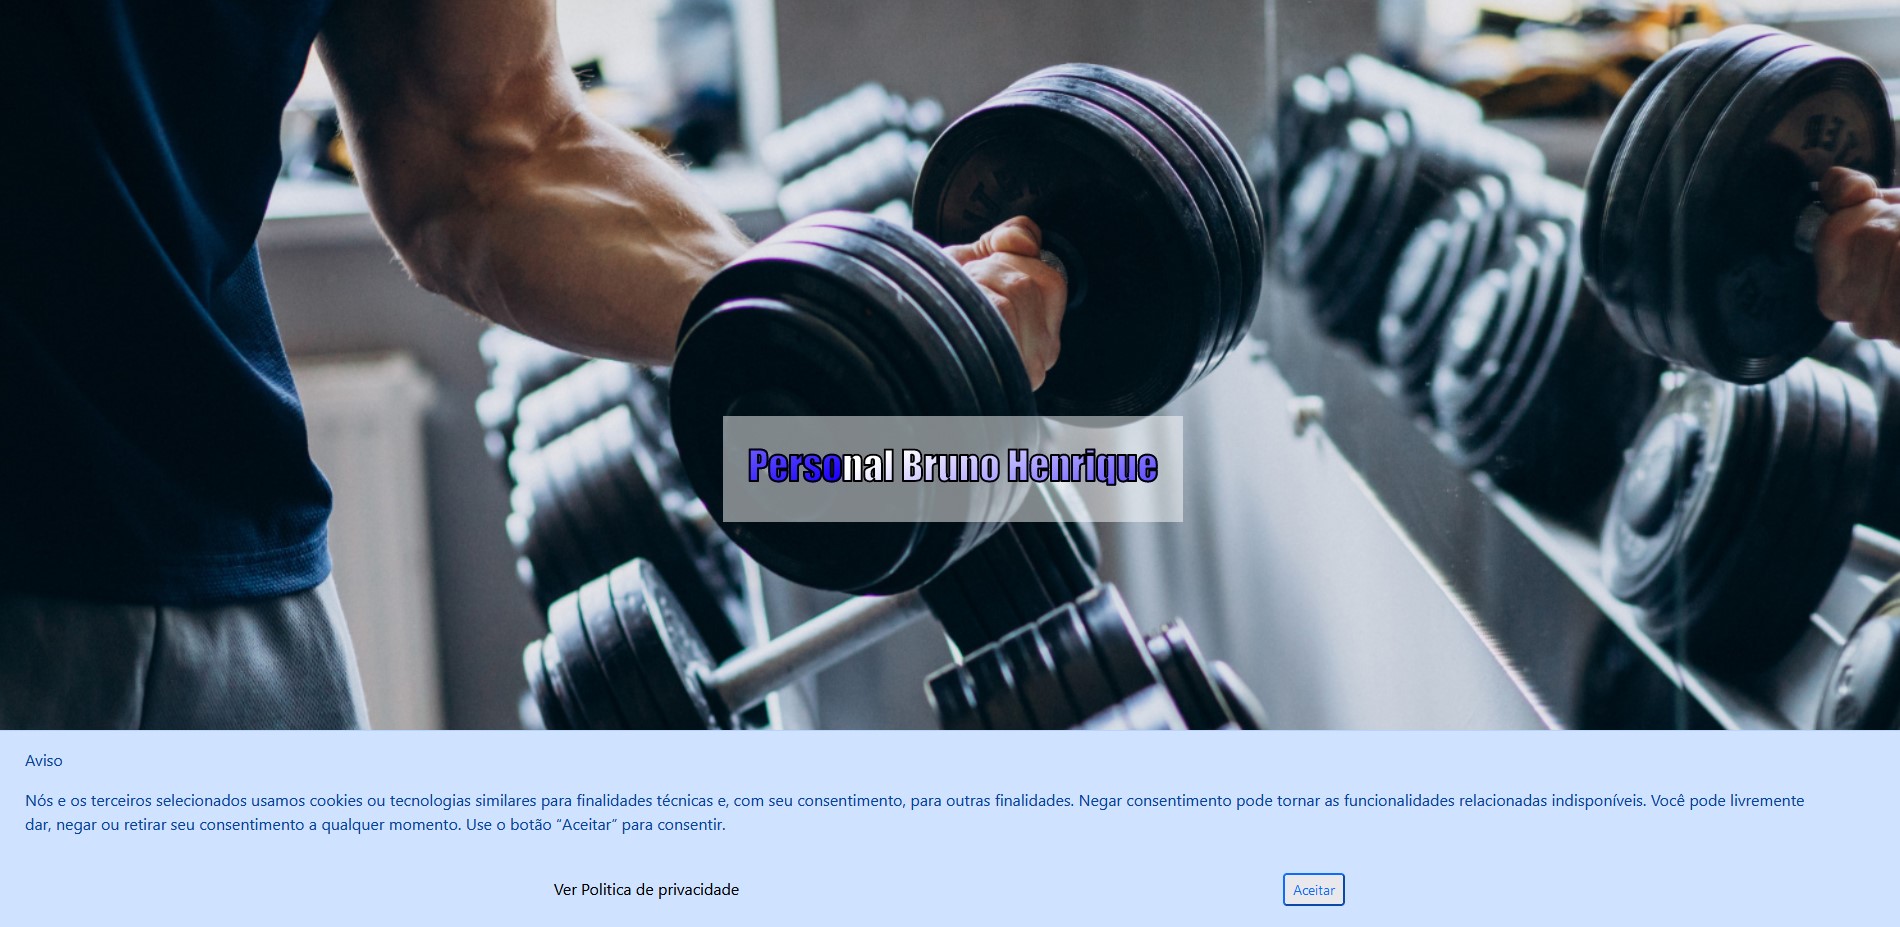 Personal Bruno Henrique
Aviso
Nós e os terceiros selecionados usamos cookies ou tecnologias similares para finalidades técnicas e, com seu consentimento, para outras finalidades. Negar consentimento pode tornar as funcionalidades relacionadas indisponíveis. Você pode livremente
dar, negar ou retirar seu consentimento a qualquer momento. Use o botão “Aceitar” para consentir.
Ver Politica de privacidade
Aceitar